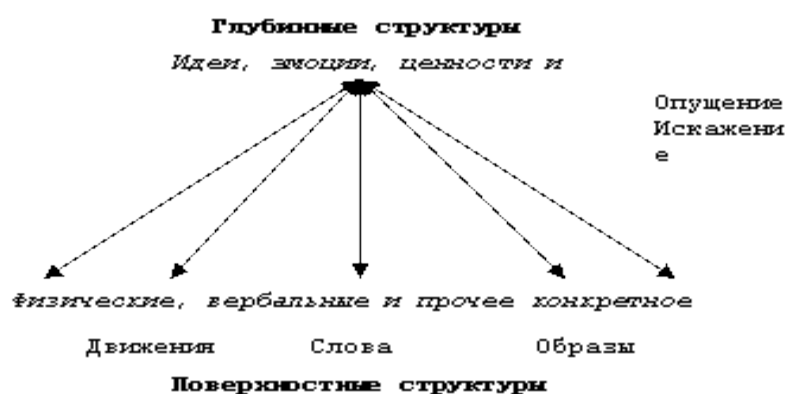 Глубинные структуры
Идеи, эмоции, ценности и
Опущение
Искажени
е
Физические, вербальные и прочее конкретное
Движения Слова Образы
Поверхностные структуры